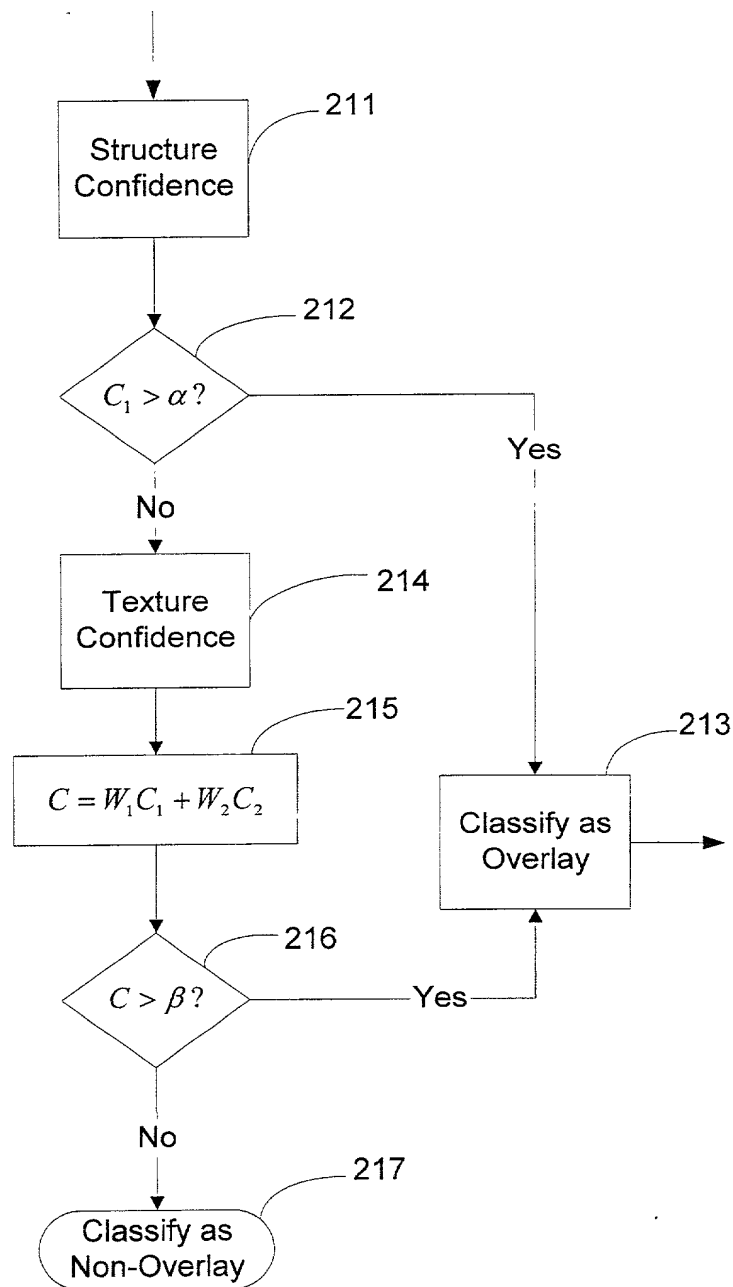 211
Structure
Confidence
212
C₁ > α?
Yes
No
214
Texture
Confidence
215
C = W₁C₁ + W₂C₂
213
Classify as
Overlay
216
C > β?
Yes
No
217
Classify as
Non-Overlay